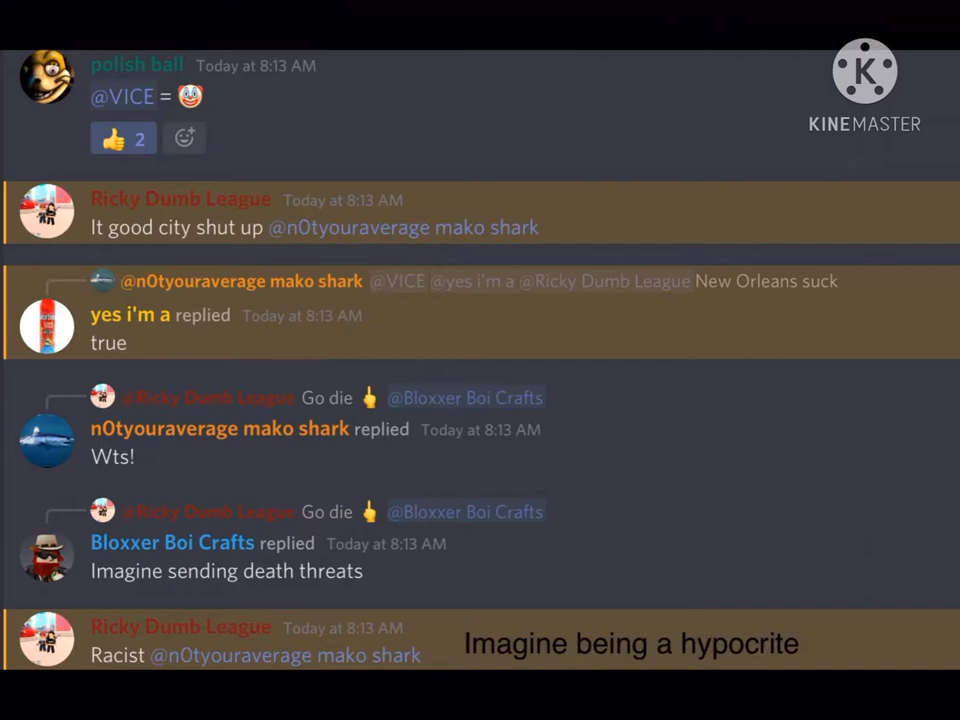 polish ball Today at 8:13 AM
@VICE = 🤡
👍 2
K
KINEMASTER
Ricky Dumb League Today at 8:13 AM
It good city shut up @n0tyouraverage mako shark
@n0tyouraverage mako shark @VICE @yes i'm a @Ricky Dumb League New Orleans suck
yes i'm a replied Today at 8:13 AM
true
@Ricky Dumb League Go die 🖕 @Bloxxer Boi Crafts
n0tyouraverage mako shark replied Today at 8:13 AM
Wts!
@Ricky Dumb League Go die 🖕 @Bloxxer Boi Crafts
Bloxxer Boi Crafts replied Today at 8:13 AM
Imagine sending death threats
Ricky Dumb League Today at 8:13 AM
Racist @n0tyouraverage mako shark
Imagine being a hypocrite